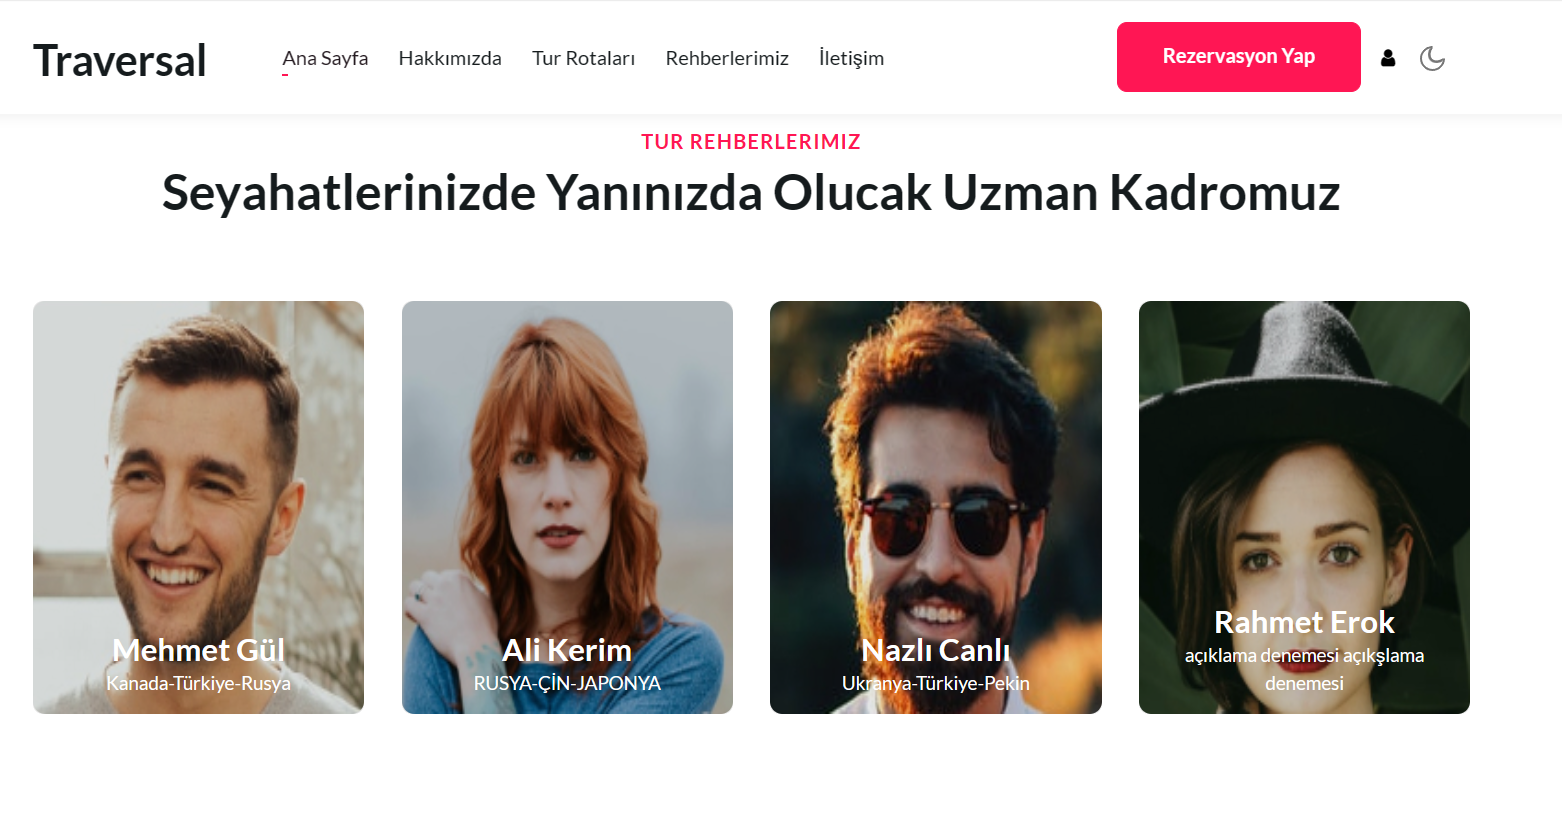 Traversal
Ana Sayfa Hakkımızda Tur Rotaları Rehberlerimiz İletişim
Rezervasyon Yap
TUR REHBERLERIMIZ
Seyahatlerinizde Yanınızda Olucak Uzman Kadromuz
Mehmet Gül
Kanada-Türkiye-Rusya
Ali Kerim
RUSYA-ÇİN-JAPONYA
Nazlı Canlı
Ukranya-Türkiye-Pekin
Rahmet Erok
açıklama denemesi açıkşlama
denemesi